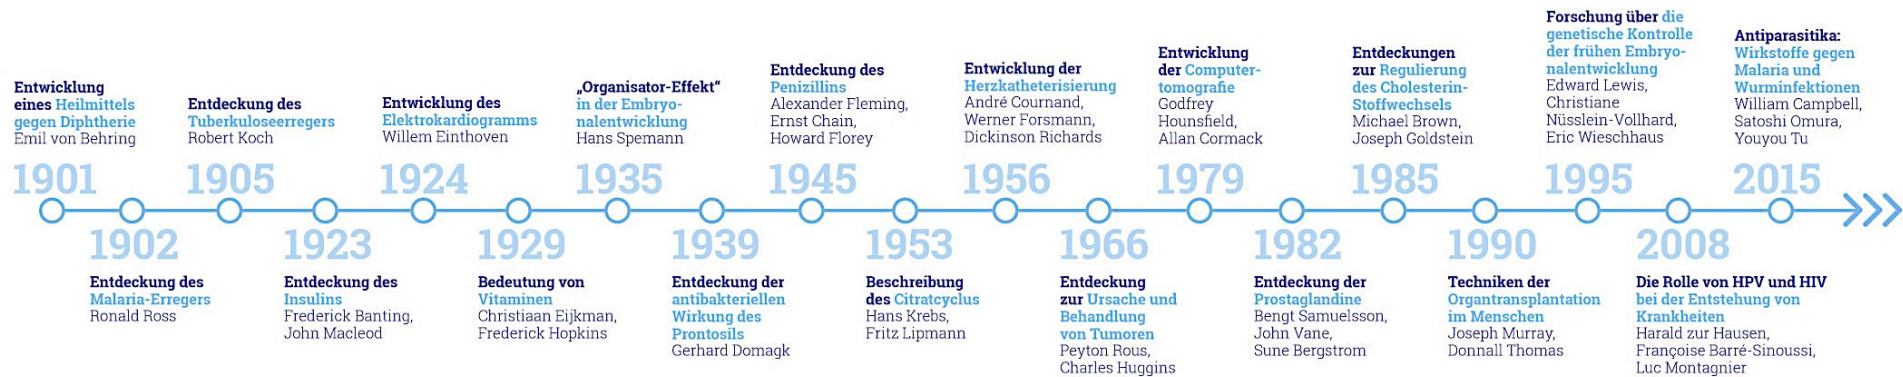 Entwicklung
eines Heilmittels
gegen Diphtherie
Emil von Behring
1901
1902
Entdeckung des
Malaria-Erregers
Ronald Ross
Entdeckung des
Tuberkuloseerregers
Robert Koch
1905
1923
Entdeckung des
Insulins
Frederick Banting,
John Macleod
Entwicklung des
Elektrokardiogramms
Willem Einthoven
1924
1929
Bedeutung von
Vitaminen
Christiaan Eijkman,
Frederick Hopkins
„Organisator-Effekt“
in der Embryo-
nalentwicklung
Hans Spemann
1935
1939
Entdeckung der
antibakteriellen
Wirkung des
Prontosils
Gerhard Domagk
Entdeckung des
Penizillins
Alexander Fleming,
Ernst Chain,
Howard Florey
1945
1953
Beschreibung
des Citratcyclus
Hans Krebs,
Fritz Lipmann
Entwicklung der
Herzkatheterisierung
André Cournand,
Werner Forsmann,
Dickinson Richards
1956
1966
Entdeckung
zur Ursache und
Behandlung
von Tumoren
Peyton Rous,
Charles Huggins
Entwicklung
der Computer-
tomografie
Godfrey
Hounsfield,
Allan Cormack
1979
1982
Entdeckung der
Prostaglandine
Bengt Samuelsson,
John Vane,
Sune Bergstrom
Entdeckungen
zur Regulierung
des Cholesterin-
Stoffwechsels
Michael Brown,
Joseph Goldstein
1985
1990
Techniken der
Organtransplantation
im Menschen
Joseph Murray,
Donnall Thomas
Forschung über die
genetische Kontrolle
der frühen Embryo-
nalentwicklung
Edward Lewis,
Christiane
Nüsslein-Vollhard,
Eric Wieschhaus
1995
2008
Die Rolle von HPV und HIV
bei der Entstehung von
Krankheiten
Harald zur Hausen,
Françoise Barré-Sinoussi,
Luc Montagnier
Antiparasitika:
Wirkstoffe gegen
Malaria und
Wurminfektionen
William Campbell,
Satoshi Omura,
Youyou Tu
2015